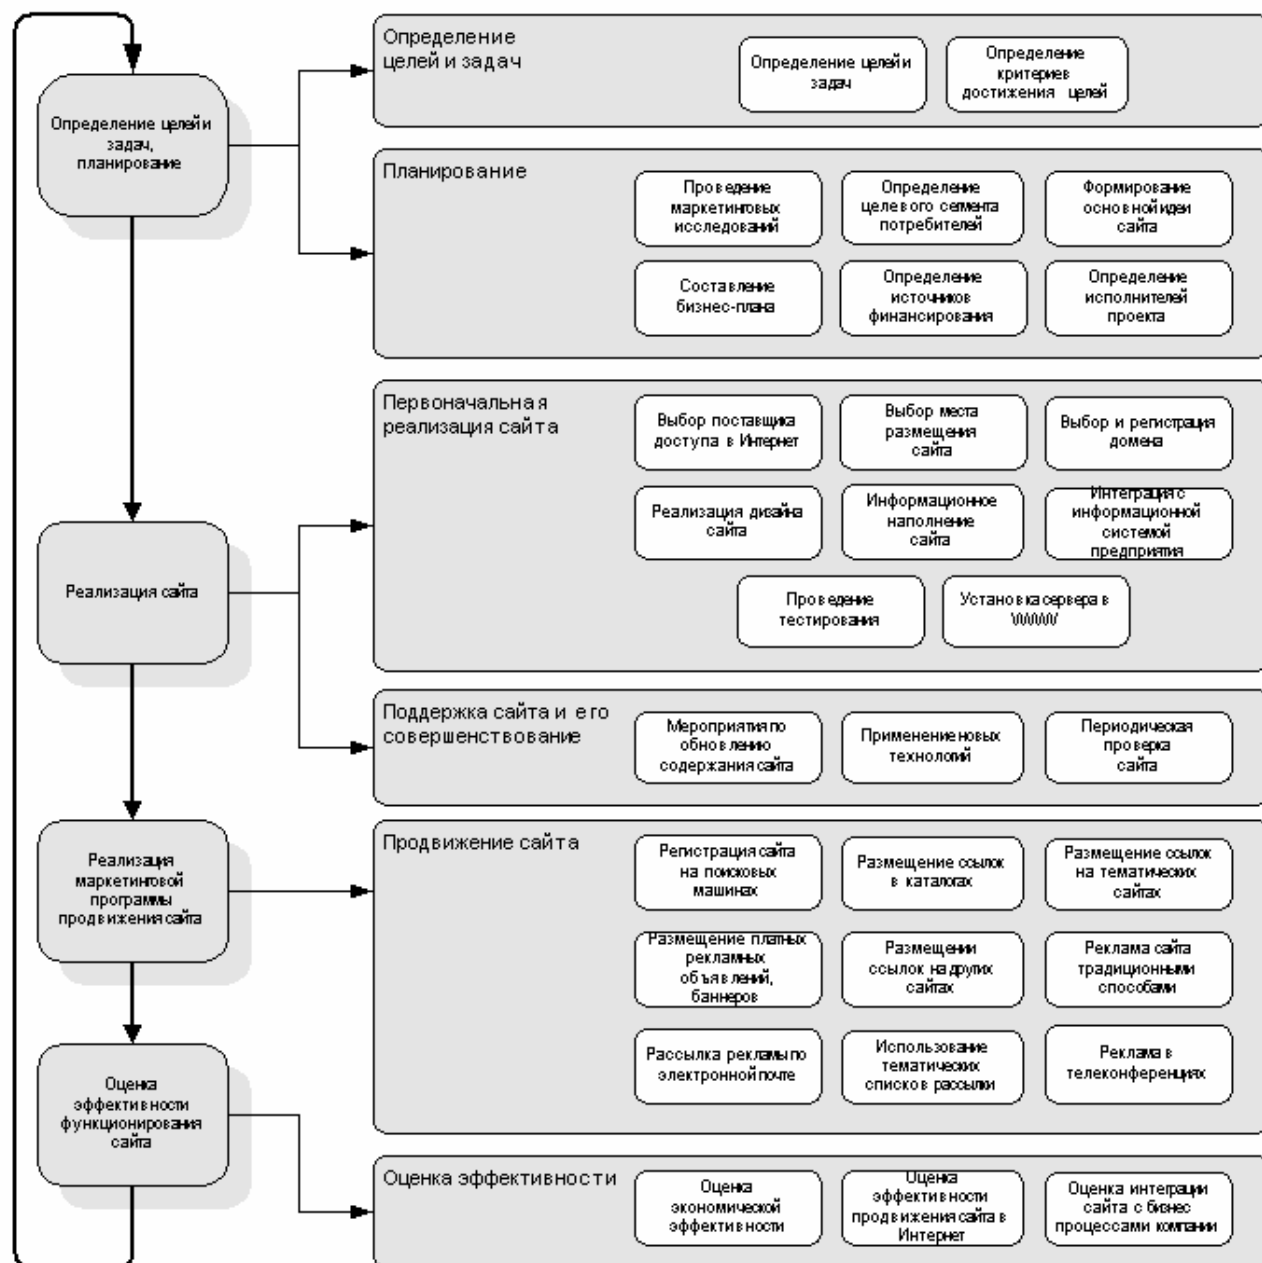 Определение целей и
задач,
планирование
Определение
целей и задач
Определение целей и
задач
Определение
критериев
достижения целей
Планирование
Проведение
маркетинговых
исследований
Определение
целевого сегмента
потребителей
Формирование
основной идеи
сайта
Составление
бизнес-плана
Определение
источников
финансирования
Определение
исполнителей
проекта
Реализация сайта
Первоначальная
реализация сайта
Выбор поставщика
доступа в Интернет
Выбор места
размещения
сайта
Выбор и регистрация
домена
Реализация дизайна
сайта
Информационное
наполнение
сайта
Интеграция с
информационной
системой
предприятия
Проведение
тестирования
Установка сервера в
WWW
Поддержка сайта и его
совершенствование
Мероприятия по
обновлению
содержания сайта
Применение новых
технологий
Периодическая
проверка
сайта
Реализация
маркетинговой
программы
продвижения сайта
Продвижение сайта
Регистрация сайта
на поисковых
машинах
Размещение ссылок
в каталогах
Размещение ссылок
на тематических
сайтах
Размещение платных
рекламных
объявлений,
баннеров
Размещении
ссылок на других
сайтах
Реклама сайта
традиционными
способами
Рассылка рекламы по
электронной почте
Использование
тематических
списков рассылки
Реклама в
телеконференциях
Оценка
эффективности
функционирования
сайта
Оценка эффективности
Оценка
экономической
эффективности
Оценка
эффективности
продвижения сайта в
Интернет
Оценка интеграции
сайта с бизнес
процессами компании